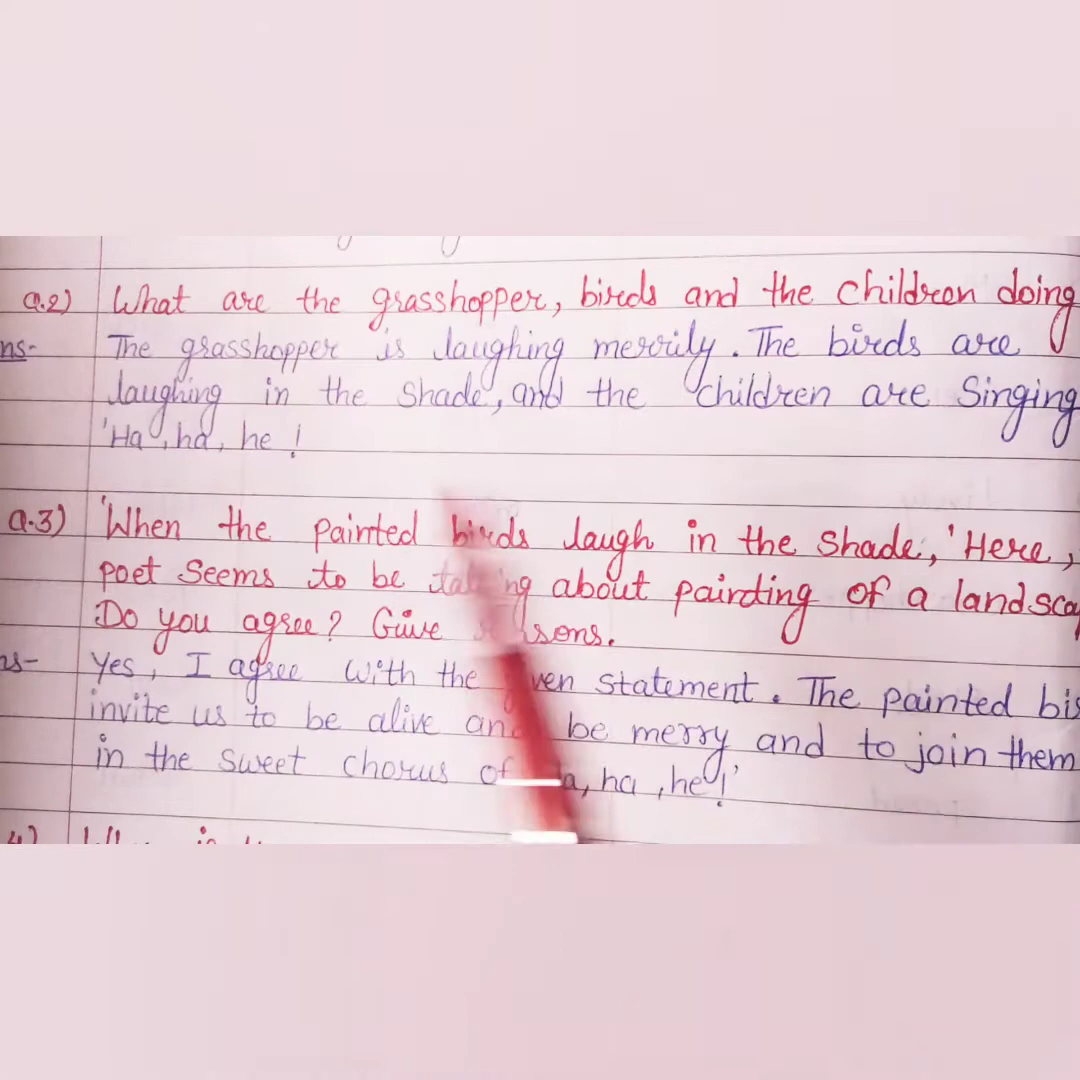 Q.2) What are the grasshopper, birds and the children doing
ns- The grasshopper is laughing merrily. The birds are
laughing in the shade, and the children are Singing
'Ha, ha, he!
Q.3) 'When the painted birds laugh in the shade,' Here,
poet seems to be about painting of a landsca
Do you agree? Give
ns- Yes, I agree with the statement. The painted bi
invite us to be alive and be merry and to join them
in the sweet chorus of ha, he!'